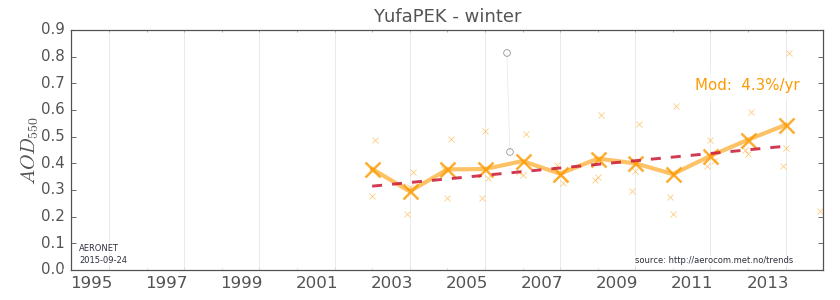 YufaPEK - winter
0.9
0.8
0.7
0.6
0.5
0.4
0.3
0.2
0.1
0.0
AOD550
Mod: 4.3%/yr
AERONET
2015-09-24
source: http://aerocom.met.no/trends
1995 1997 1999 2001 2003 2005 2007 2009 2011 2013